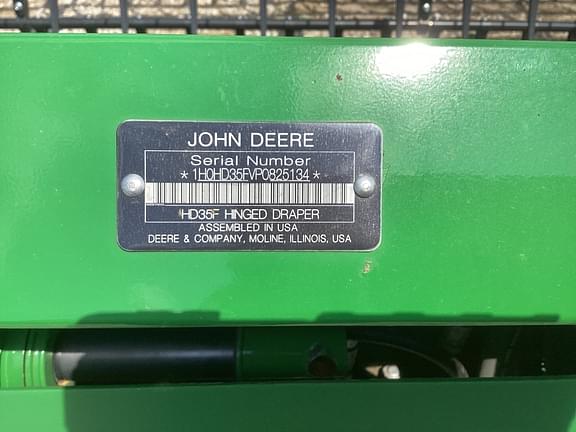 JOHN DEERE
Serial Number
*1H0HD35FVP0825134*
HD35F HINGED DRAPER
ASSEMBLED IN USA
DEERE & COMPANY, MOLINE, ILLINOIS, USA